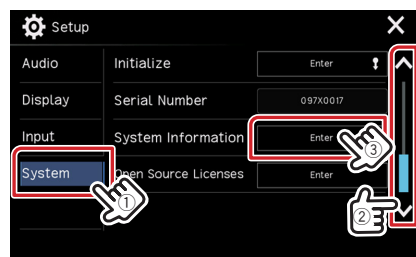 Setup
Audio
Initialize
Enter
Display
Serial Number
097X0017
Input
System Information
Enter
③
System
Open Source Licenses
Enter
①
②